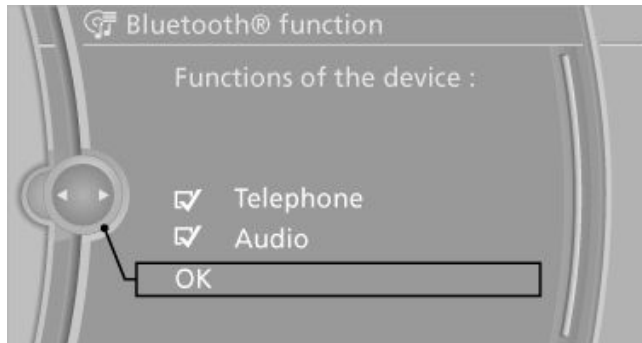 Bluetooth® function
Functions of the device :
Telephone
Audio
OK